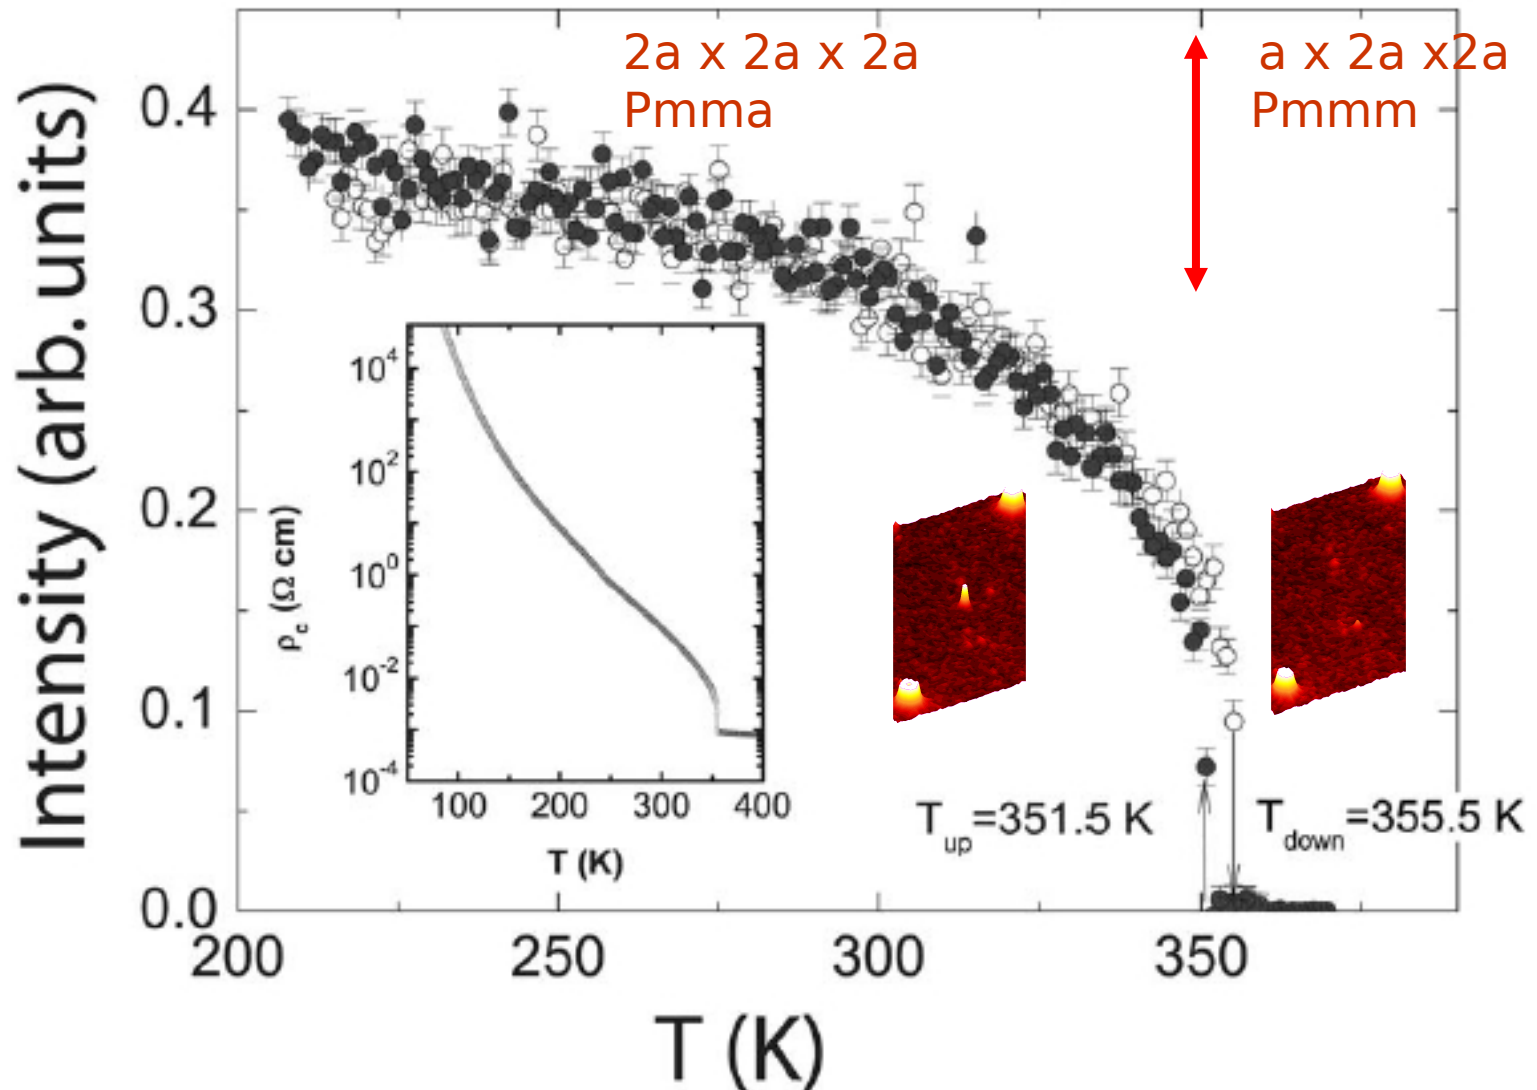 2a x 2a x 2a
Pmma
a x 2a x2a
Pmmm
Intensity (arb. units)
0.4
0.3
0.2
0.1
0.0
ρc (Ω cm)
10^4
10^2
10^0
10^-2
10^-4
100 200 300 400
T (K)
Tup=351.5 K
Tdown=355.5 K
200 250 300 350
T (K)